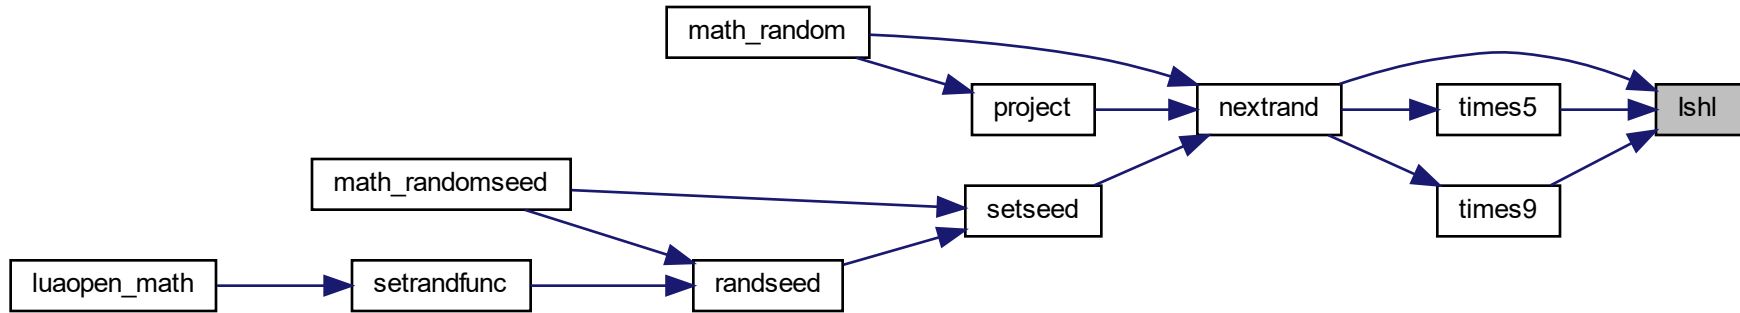 math_random
project
nextrand
times5
lshl
math_randomseed
setseed
times9
luaopen_math
setrandfunc
randseed